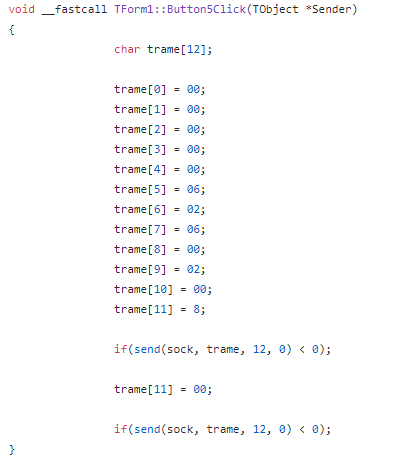 void __fastcall TForm1::Button5Click(TObject *Sender)
{
char trame[12];
trame[0] = 00;
trame[1] = 00;
trame[2] = 00;
trame[3] = 00;
trame[4] = 00;
trame[5] = 06;
trame[6] = 02;
trame[7] = 06;
trame[8] = 00;
trame[9] = 02;
trame[10] = 00;
trame[11] = 8;
if(send(sock, trame, 12, 0) < 0);
trame[11] = 00;
if(send(sock, trame, 12, 0) < 0);
}